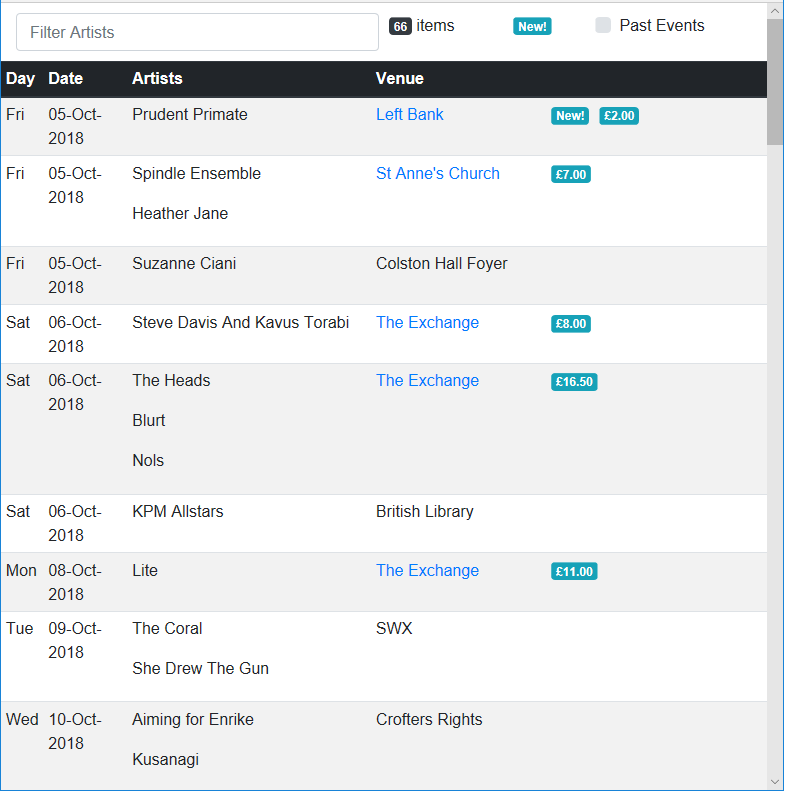 Filter Artists 66 items New! Past Events
Day Date Artists Venue
Fri 05-Oct- Prudent Primate Left Bank New! £2.00
2018
Fri 05-Oct- Spindle Ensemble St Anne's Church £7.00
2018
Heather Jane
Fri 05-Oct- Suzanne Ciani Colston Hall Foyer
2018
Sat 06-Oct- Steve Davis And Kavus Torabi The Exchange £8.00
2018
Sat 06-Oct- The Heads The Exchange £16.50
2018
Blurt
Nols
Sat 06-Oct- KPM Allstars British Library
2018
Mon 08-Oct- Lite The Exchange £11.00
2018
Tue 09-Oct- The Coral SWX
2018
She Drew The Gun
Wed 10-Oct- Aiming for Enrike Crofters Rights
2018
Kusanagi